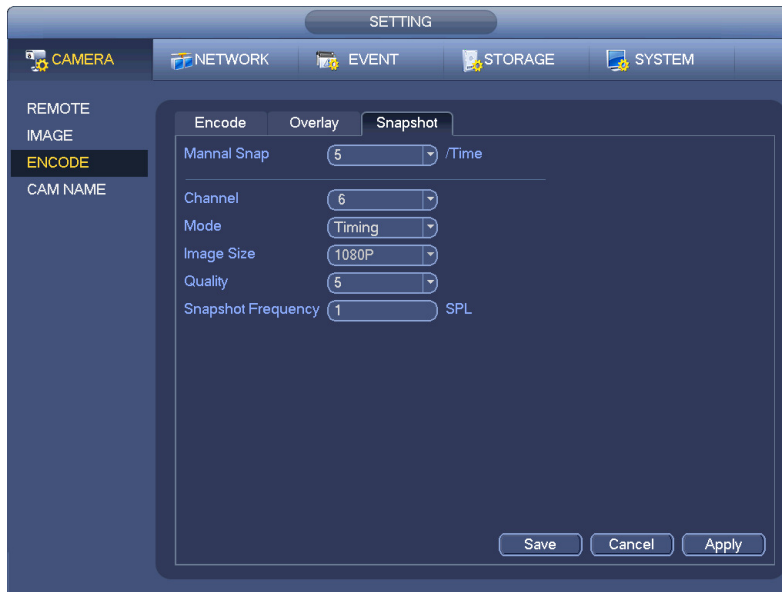 SETTING
CAMERA NETWORK EVENT STORAGE SYSTEM
REMOTE
IMAGE
ENCODE
CAM NAME
Encode Overlay Snapshot
Mannal Snap 5 /Time
Channel 6
Mode Timing
Image Size 1080P
Quality 5
Snapshot Frequency 1 SPL
Save Cancel Apply